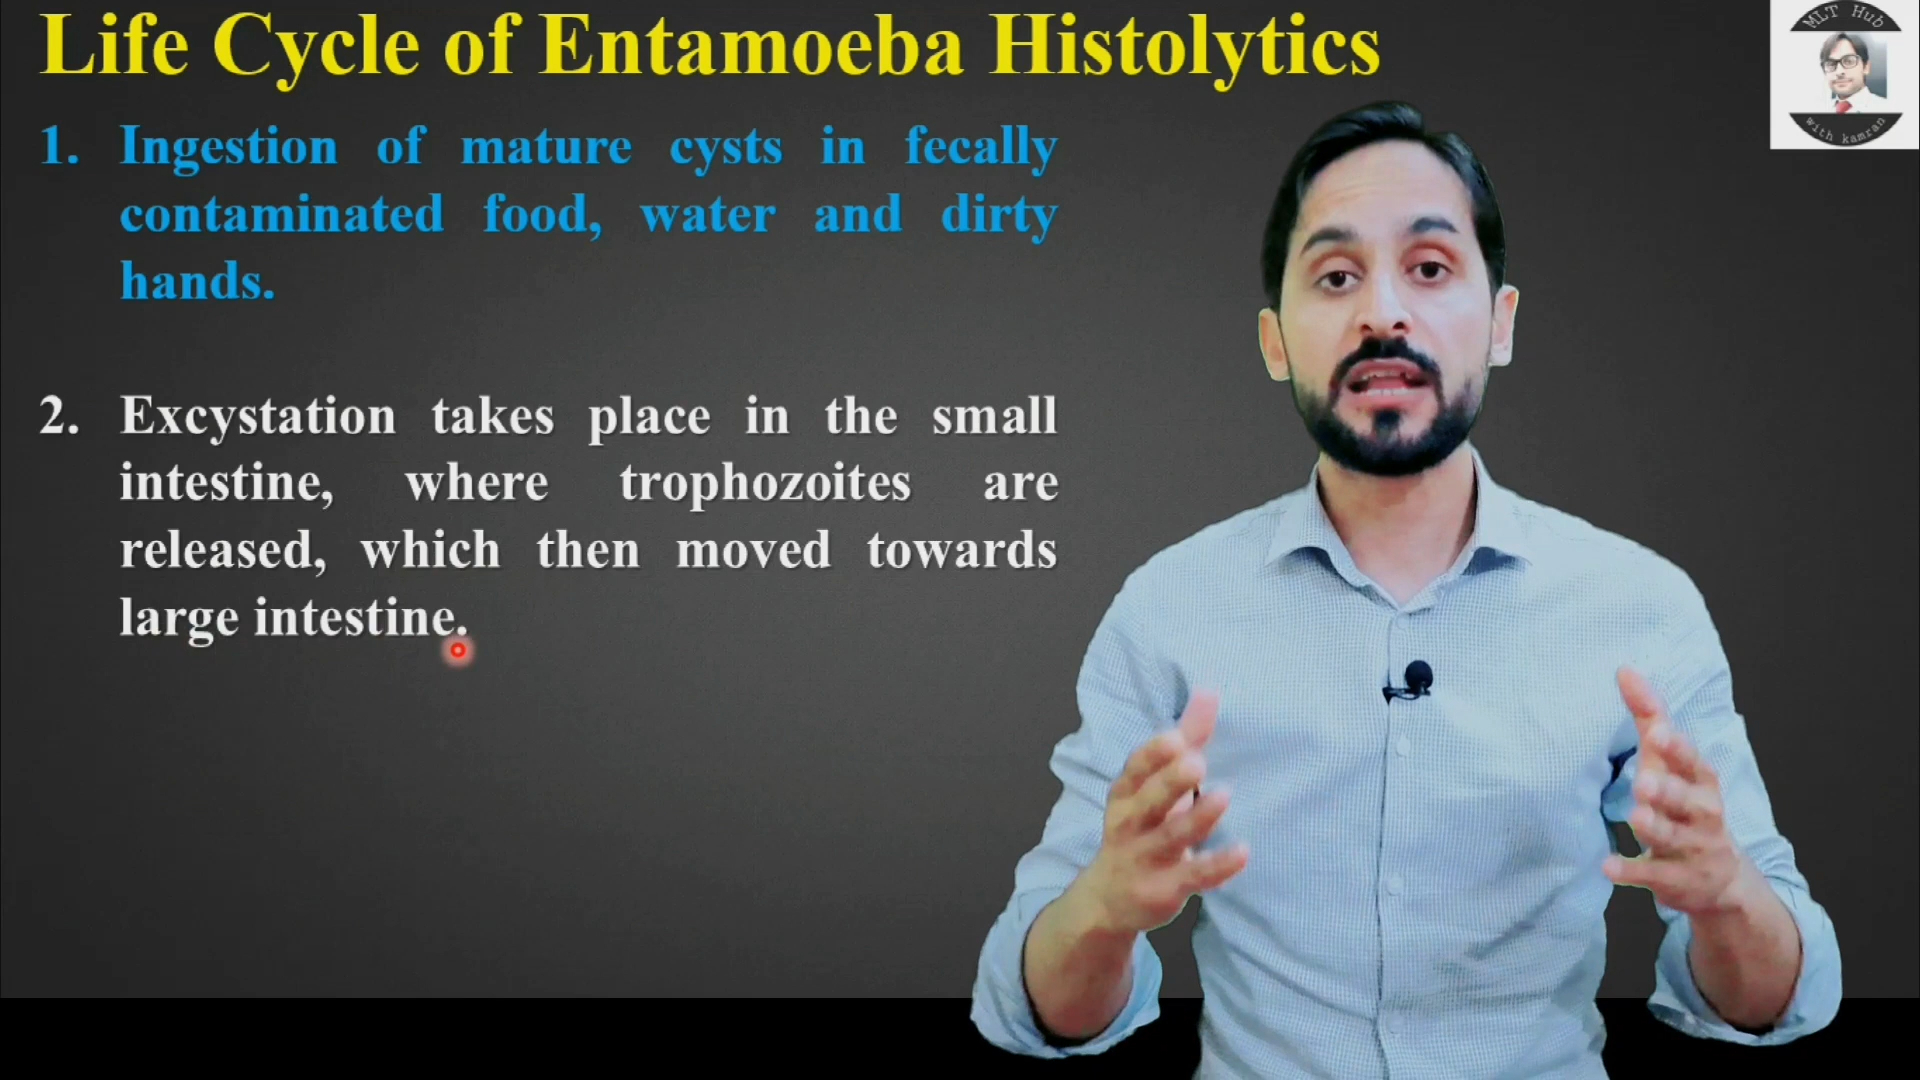 Life Cycle of Entamoeba Histolytics
MLT Hub
with kamran
1. Ingestion of mature cysts in fecally
contaminated food, water and dirty
hands.
2. Excystation takes place in the small
intestine, where trophozoites are
released, which then moved towards
large intestine.